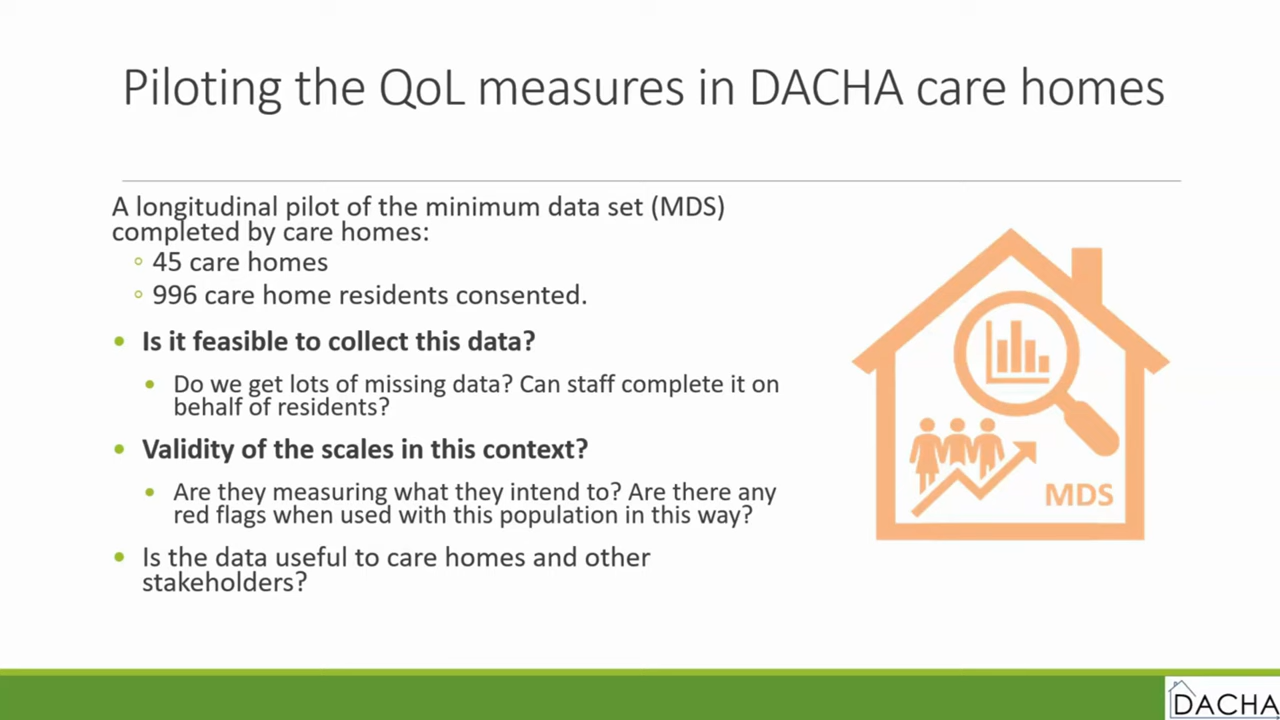 Piloting the QoL measures in DACHA care homes
A longitudinal pilot of the minimum data set (MDS)
completed by care homes:
45 care homes
996 care home residents consented.
Is it feasible to collect this data?
Do we get lots of missing data? Can staff complete it on
behalf of residents?
Validity of the scales in this context?
Are they measuring what they intend to? Are there any
red flags when used with this population in this way?
Is the data useful to care homes and other
stakeholders?
MDS
DACHA